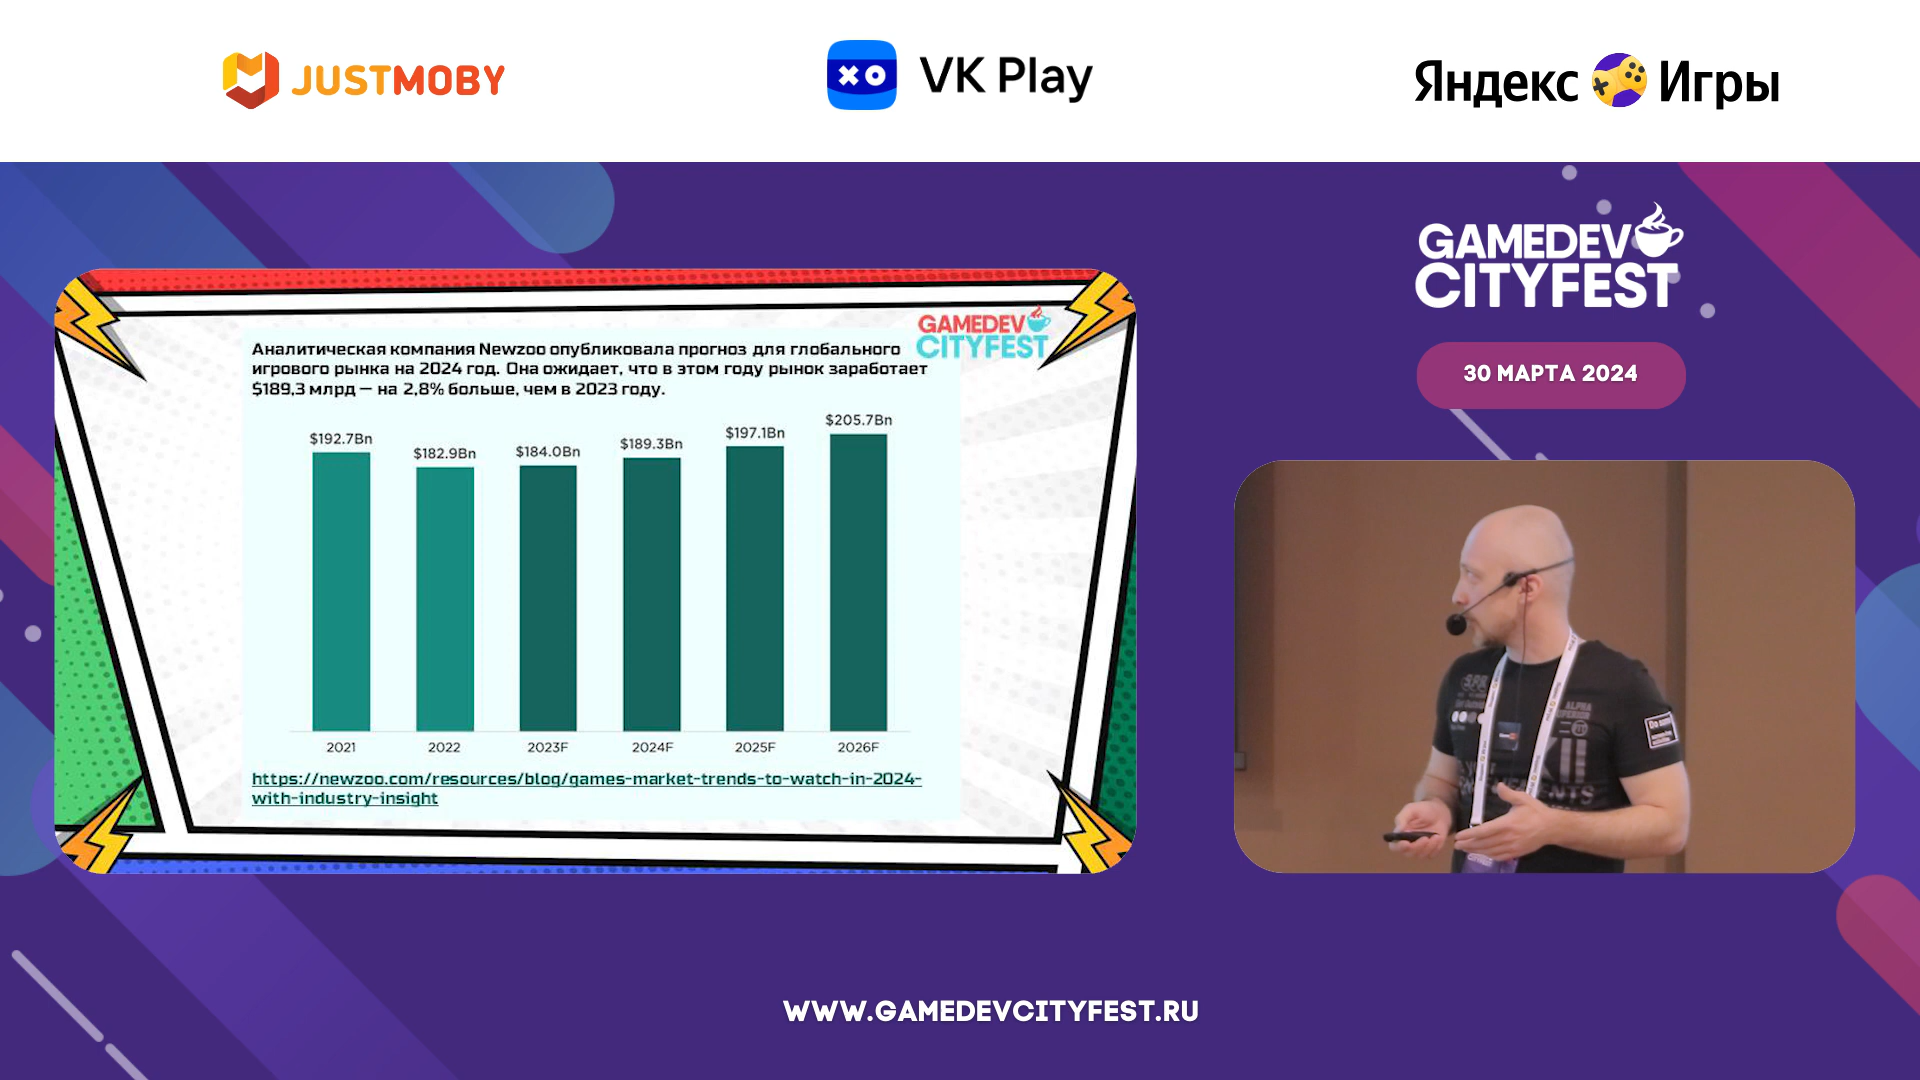 JUSTMOBY
VK Play
Яндекс Игры
GAMEDEV
CITYFEST
30 МАРТА 2024
GAMEDEV
CITYFEST
Аналитическая компания Newzoo опубликовала прогноз для глобального
игрового рынка на 2024 год. Она ожидает, что в этом году рынок заработает
$189,3 млрд — на 2,8% больше, чем в 2023 году.
$192.7Bn
$182.9Bn
$184.0Bn
$189.3Bn
$197.1Bn
$205.7Bn
2021
2022
2023F
2024F
2025F
2026F
https://newzoo.com/resources/blog/games-market-trends-to-watch-in-2024-
with-industry-insight
ALPHA
WWW.GAMEDEVCITYFEST.RU